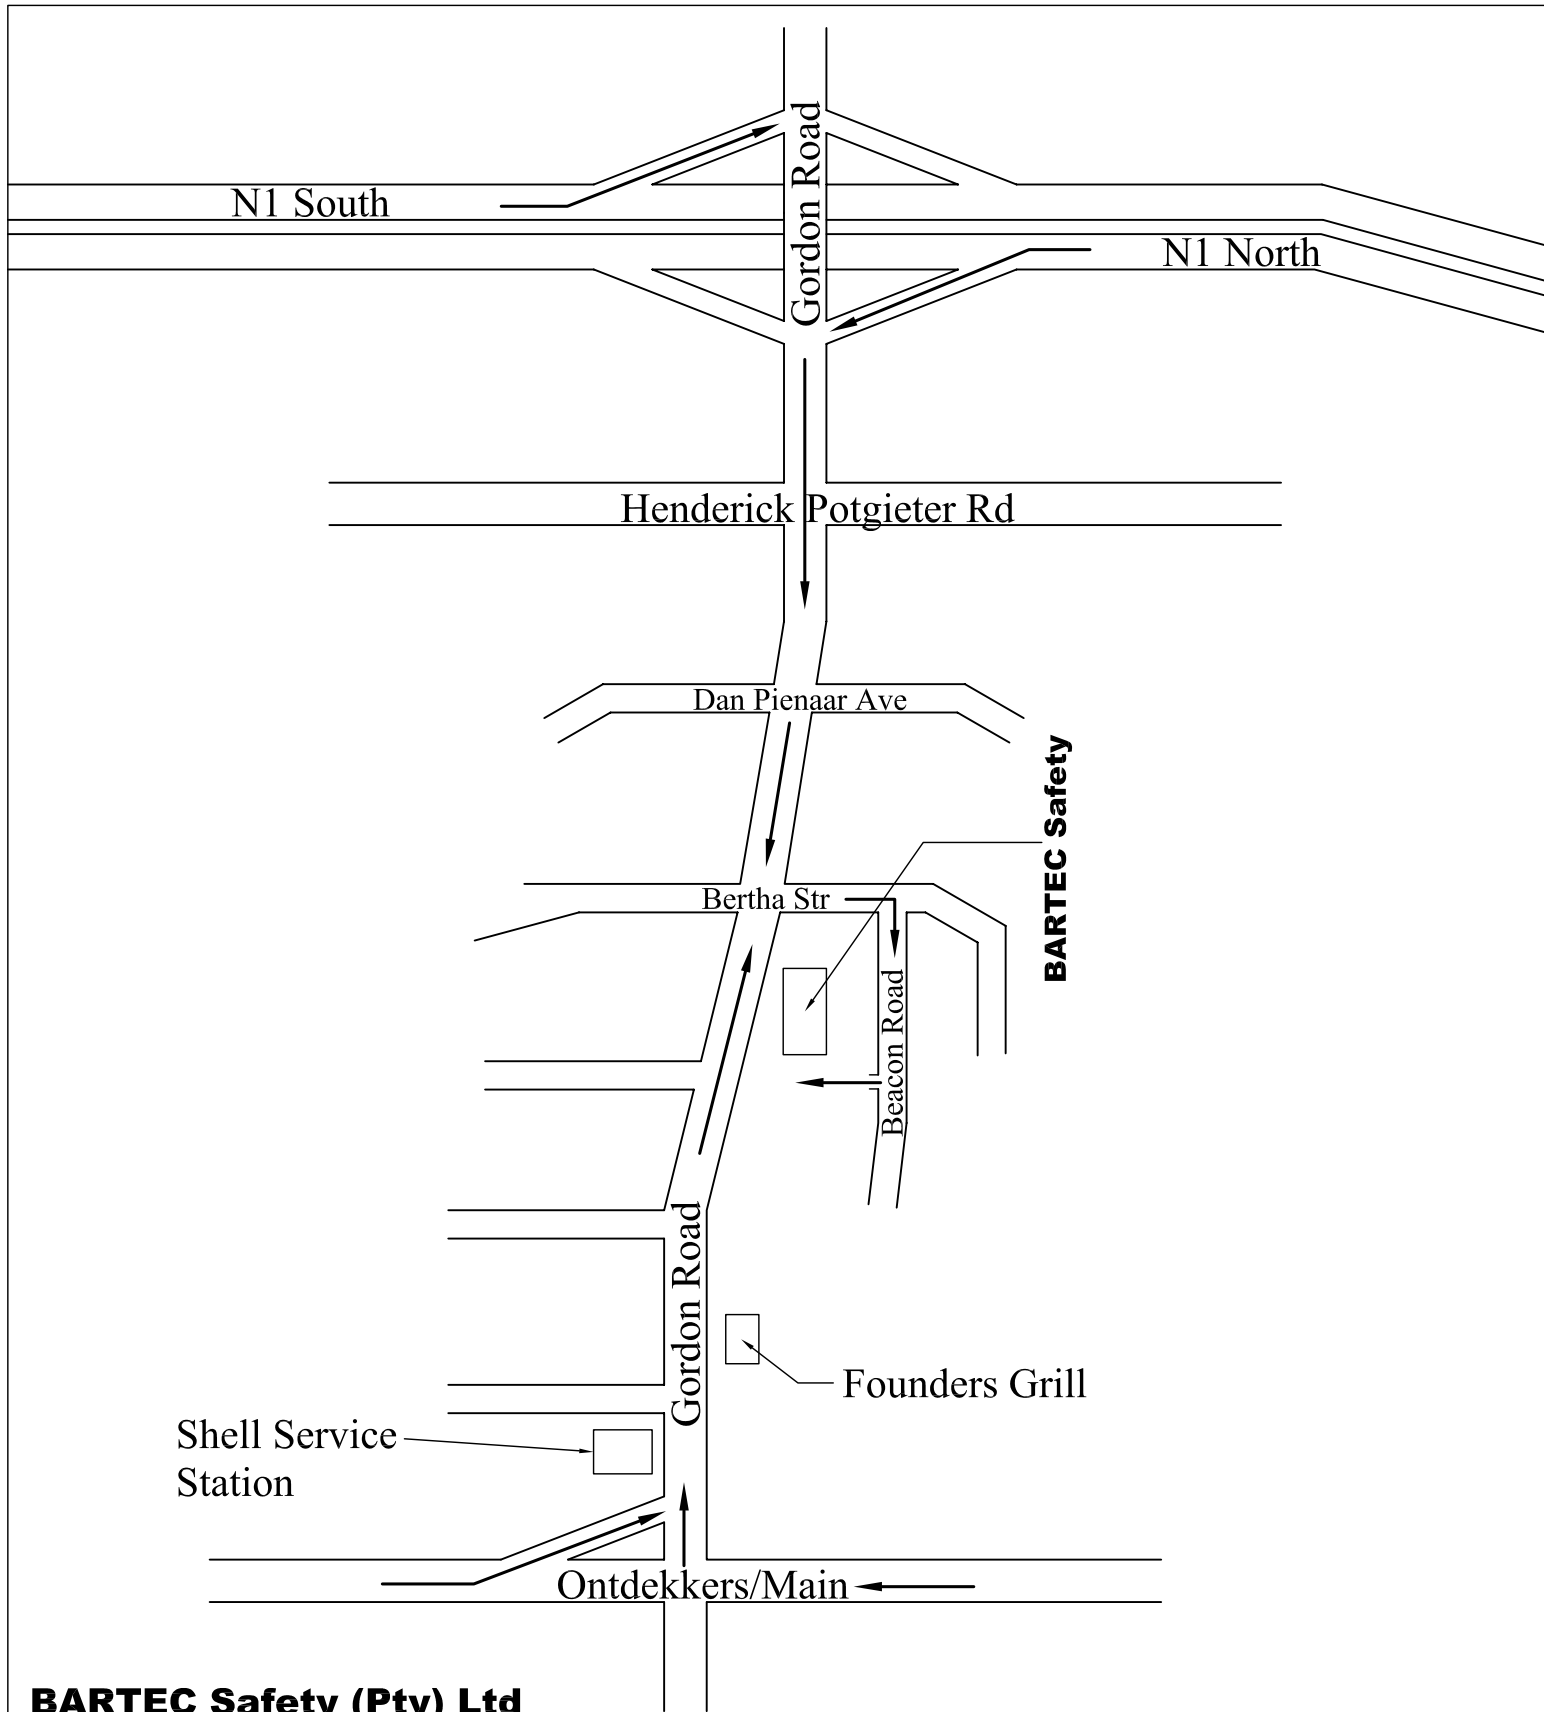 Gordon Road
N1 South
N1 North
Henderick Potgieter Rd
Dan Pienaar Ave
BARTEC Safety
Bertha Str
Beacon Road
Gordon Road
Founders Grill
Shell Service
Station
Ontdekkers/Main
BARTEC Safety (Pty) Ltd